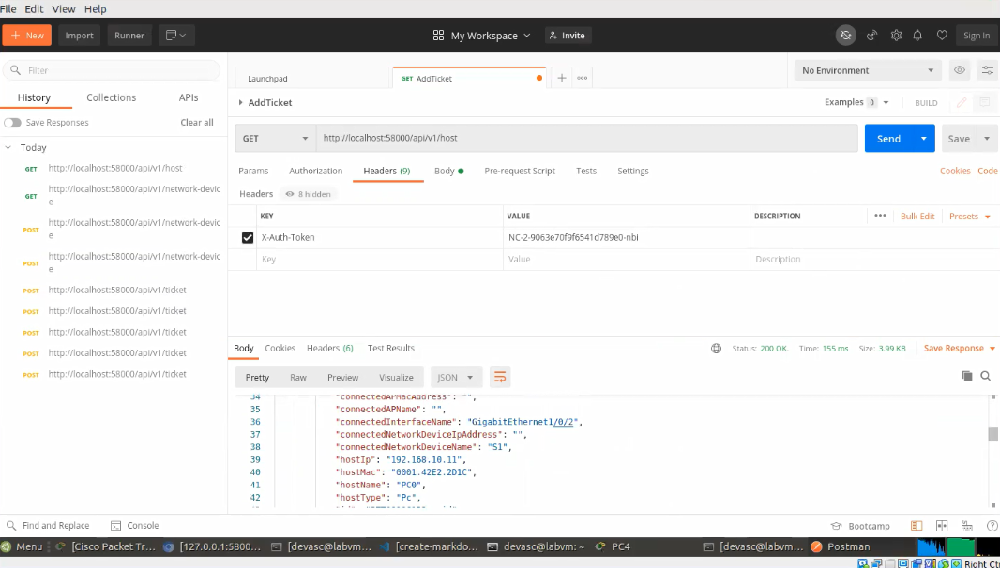 File Edit View Help
+ New Import Runner My Workspace Invite Sign In
Filter
History Collections APIs
Save Responses Clear all
Today
GET http://localhost:58000/api/v1/host
GET http://localhost:58000/api/v1/network-devic
e
POST http://localhost:58000/api/v1/network-devic
e
POST http://localhost:58000/api/v1/network-devic
e
POST http://localhost:58000/api/v1/ticket
POST http://localhost:58000/api/v1/ticket
POST http://localhost:58000/api/v1/ticket
POST http://localhost:58000/api/v1/ticket
POST http://localhost:58000/api/v1/ticket
Launchpad GET AddTicket No Environment
AddTicket Examples 0 BUILD
GET http://localhost:58000/api/v1/host Send Save
Params Authorization Headers (9) Body Pre-request Script Tests Settings Cookies Code
Headers 8 hidden
KEY VALUE DESCRIPTION Bulk Edit Presets
X-Auth-Token NC-2-9063e70f9f6541d789e0-nbi
Key Value Description
Body Cookies Headers (6) Test Results Status: 200 OK. Time: 155 ms Size: 3.99 KB Save Response
Pretty Raw Preview Visualize JSON
34 "connectedAPMacAddress": "",
35 "connectedAPName": "",
36 "connectedInterfaceName": "GigabitEthernet1/0/2",
37 "connectedNetworkDeviceIpAddress": "",
38 "connectedNetworkDeviceName": "S1",
39 "hostIp": "192.168.10.11",
40 "hostMac": "0001.42E2.2D1C",
41 "hostName": "PC0",
42 "hostType": "Pc",
Find and Replace Console Bootcamp
Menu [Cisco Packet Tr... [127.0.0.1:5800... [devasc@labvm... [create-markdo... devasc@labvm: ~ PC4 [devasc@labvm... Postman
Right Ctr